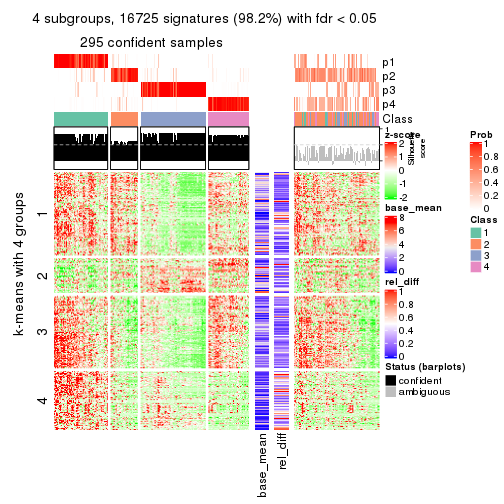 4 subgroups, 16725 signatures (98.2%) with fdr < 0.05
295 confident samples
p1
p2
p3
p4
Class
1
Silhouette
score
k-means with 4 groups
1
2
3
4
base_mean
rel_diff
z-score
2
1
0
-1
-2
base_mean
8
6
4
2
0
rel_diff
1
0.8
0.6
0.4
0.2
0
Status (barplots)
confident
ambiguous
Prob
1
0.8
0.6
0.4
0.2
0
Class
1
2
3
4